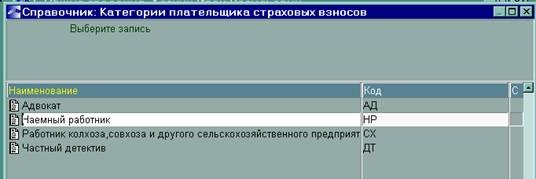 Справочник: Категории плательщика страховых взносов
Выберите запись
Наименование Код С
Адвокат АД
Наемный работник НР
Работник колхоза,совхоза и другого сельскохозяйственного предприят СХ
Частный детектив ДТ